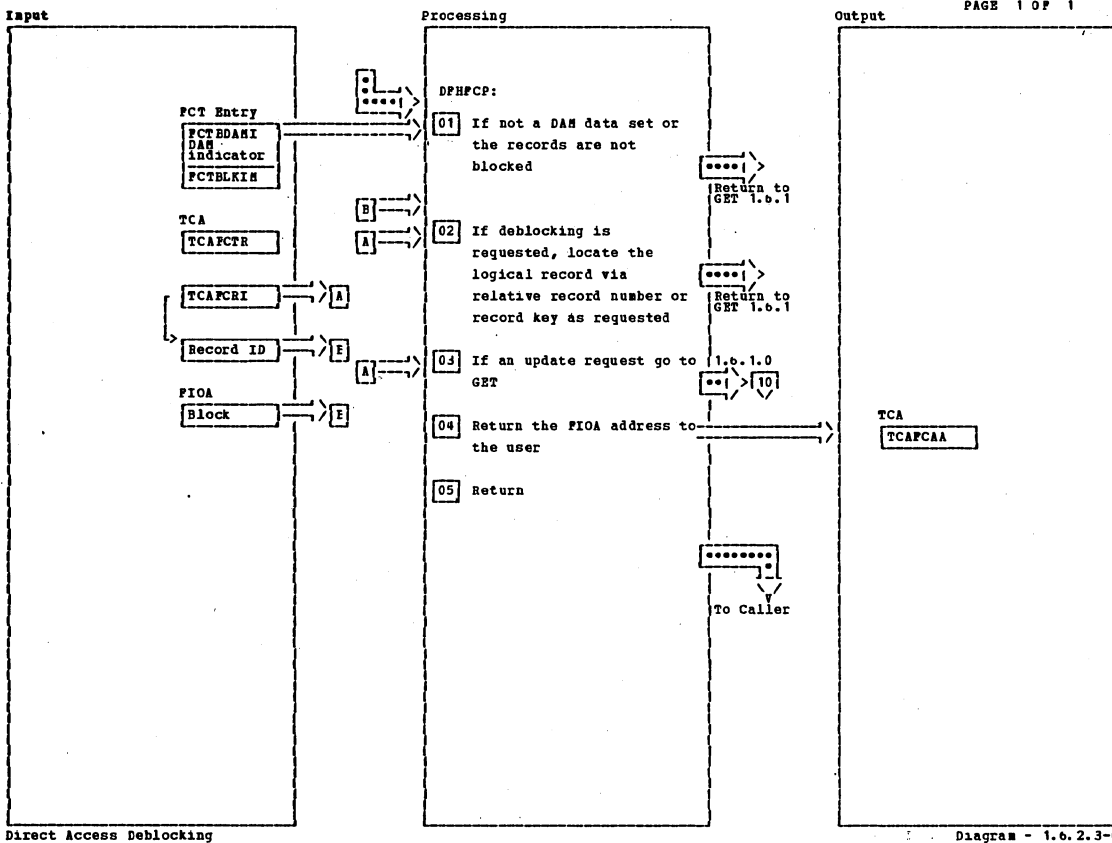 PAGE 1 OF 1
Input
Processing
Output
DFHFCP:
FCT Entry
FCTBDAMI
DAM
indicator
FCTBLKIM
01 If not a DAM data set or
the records are not
blocked
Return to
GET 1.6.1
B
TCA
TCAFCTR
A
02 If deblocking is
requested, locate the
logical record via
relative record number or
record key as requested
Return to
GET 1.6.1
TCAFCRI
A
Record ID
B
A
03 If an update request go to
GET
1.6.1.0
10
FIOA
Block
B
04 Return the FIOA address to
the user
TCA
TCAFCAA
05 Return
To Caller
Direct Access Deblocking
Diagram - 1.6.2.3-